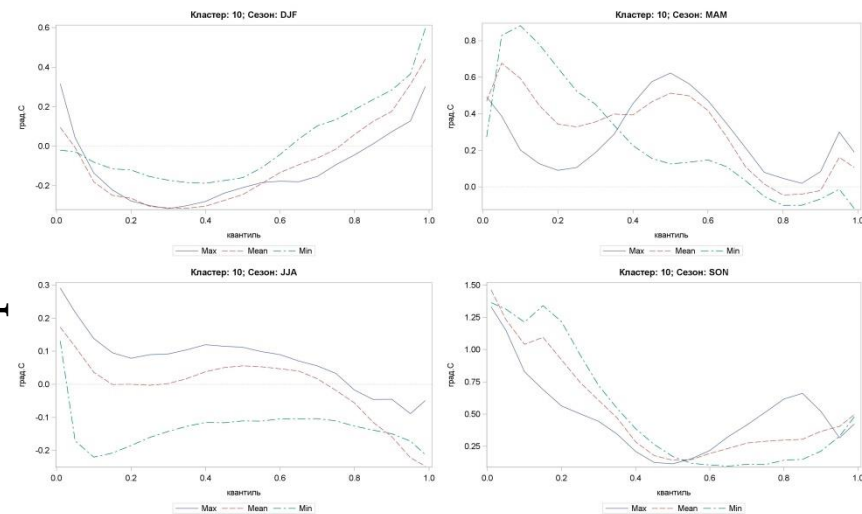 Кластер: 10; Сезон: DJF
0.6
0.4
0.2
0.0
-0.2
град.C
0.0 0.2 0.4 0.6 0.8 1.0
квантиль
Max Mean Min
Кластер: 10; Сезон: MAM
0.8
0.6
0.4
0.2
0.0
град.C
0.0 0.2 0.4 0.6 0.8 1.0
квантиль
Max Mean Min
Кластер: 10; Сезон: JJA
0.3
0.2
0.1
0.0
-0.1
-0.2
град.C
0.0 0.2 0.4 0.6 0.8 1.0
квантиль
Max Mean Min
Кластер: 10; Сезон: SON
1.50
1.25
1.00
0.75
0.50
0.25
град.C
0.0 0.2 0.4 0.6 0.8 1.0
квантиль
Max Mean Min